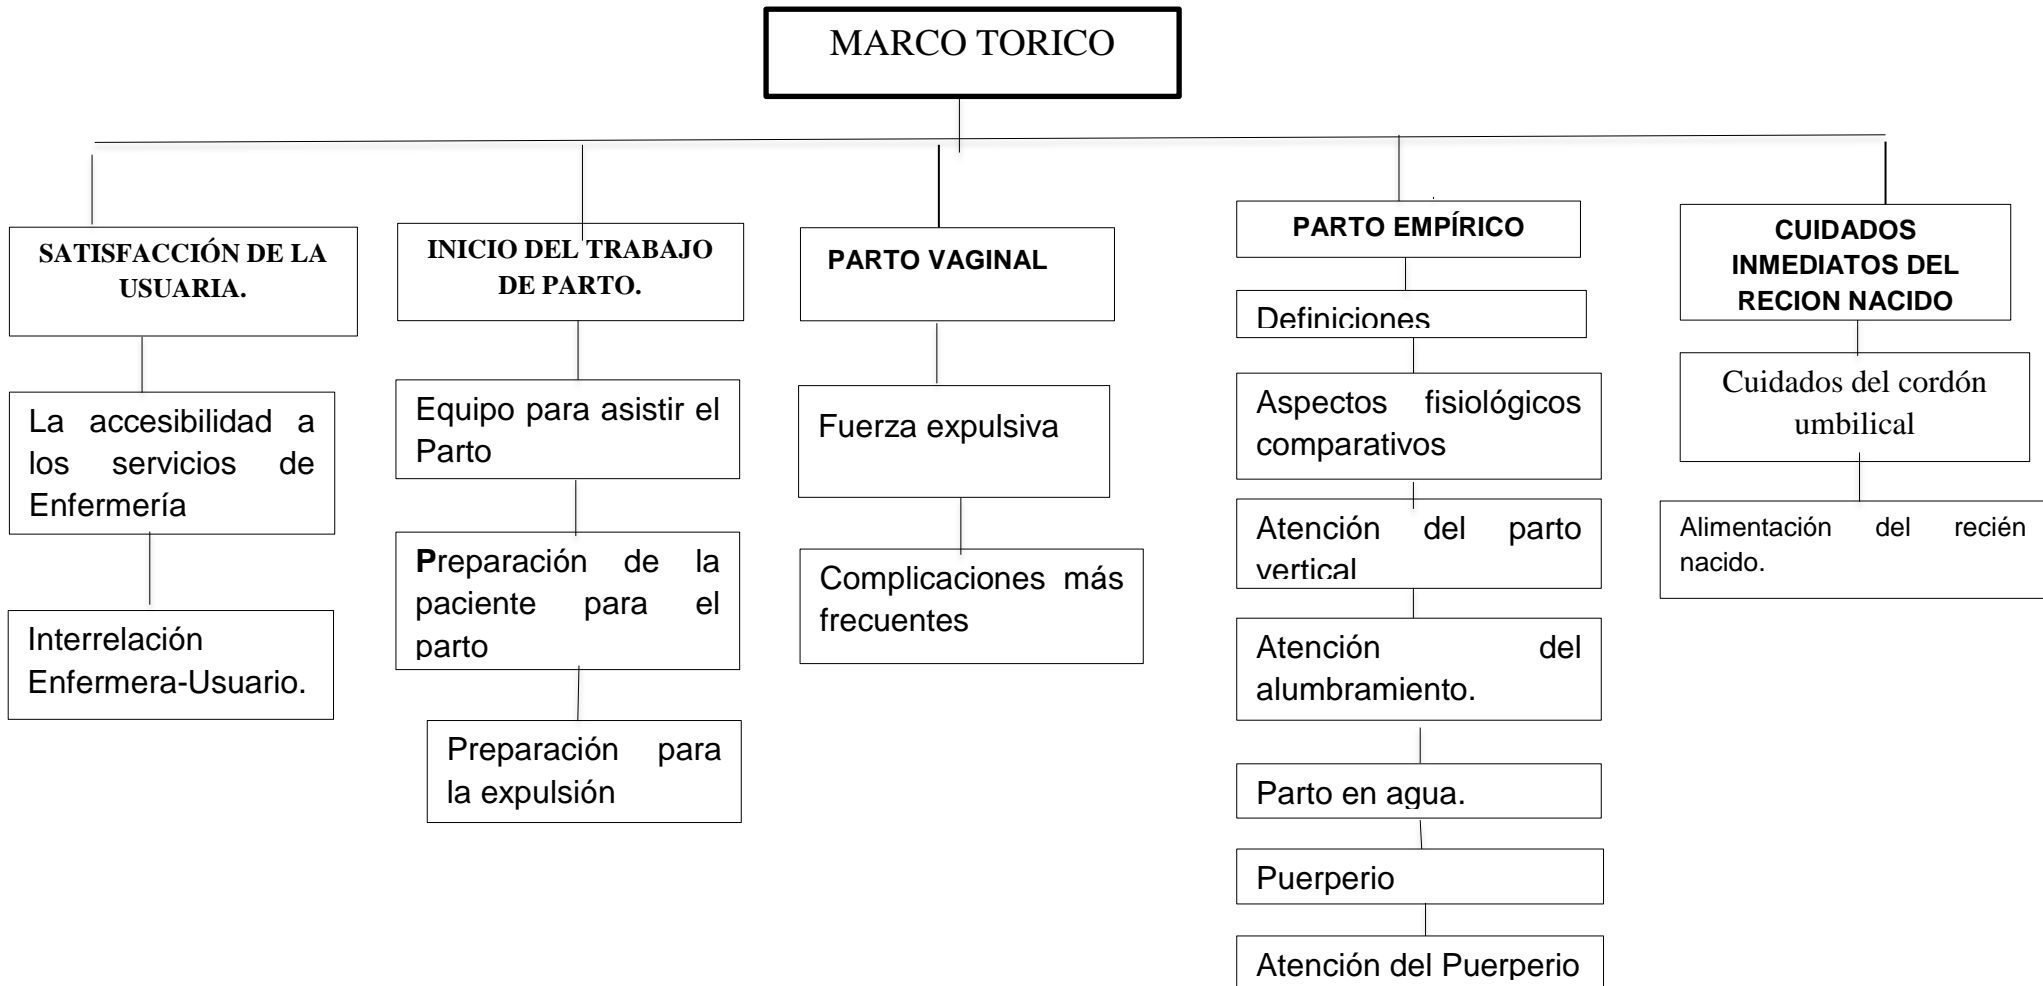 MARCO TORICO
SATISFACCIÓN DE LA
USUARIA.
La accesibilidad a
los servicios de
Enfermería
Interrelación
Enfermera-Usuario.
INICIO DEL TRABAJO
DE PARTO.
Equipo para asistir el
Parto
Preparación de la
paciente para el
parto
Preparación para
la expulsión
PARTO VAGINAL
Fuerza expulsiva
Complicaciones más
frecuentes
PARTO EMPÍRICO
Definiciones
Aspectos fisiológicos
comparativos
Atención del parto
vertical
Atención del
alumbramiento.
Parto en agua.
Puerperio
Atención del Puerperio
CUIDADOS
INMEDIATOS DEL
RECION NACIDO
Cuidados del cordón
umbilical
Alimentación del recién
nacido.